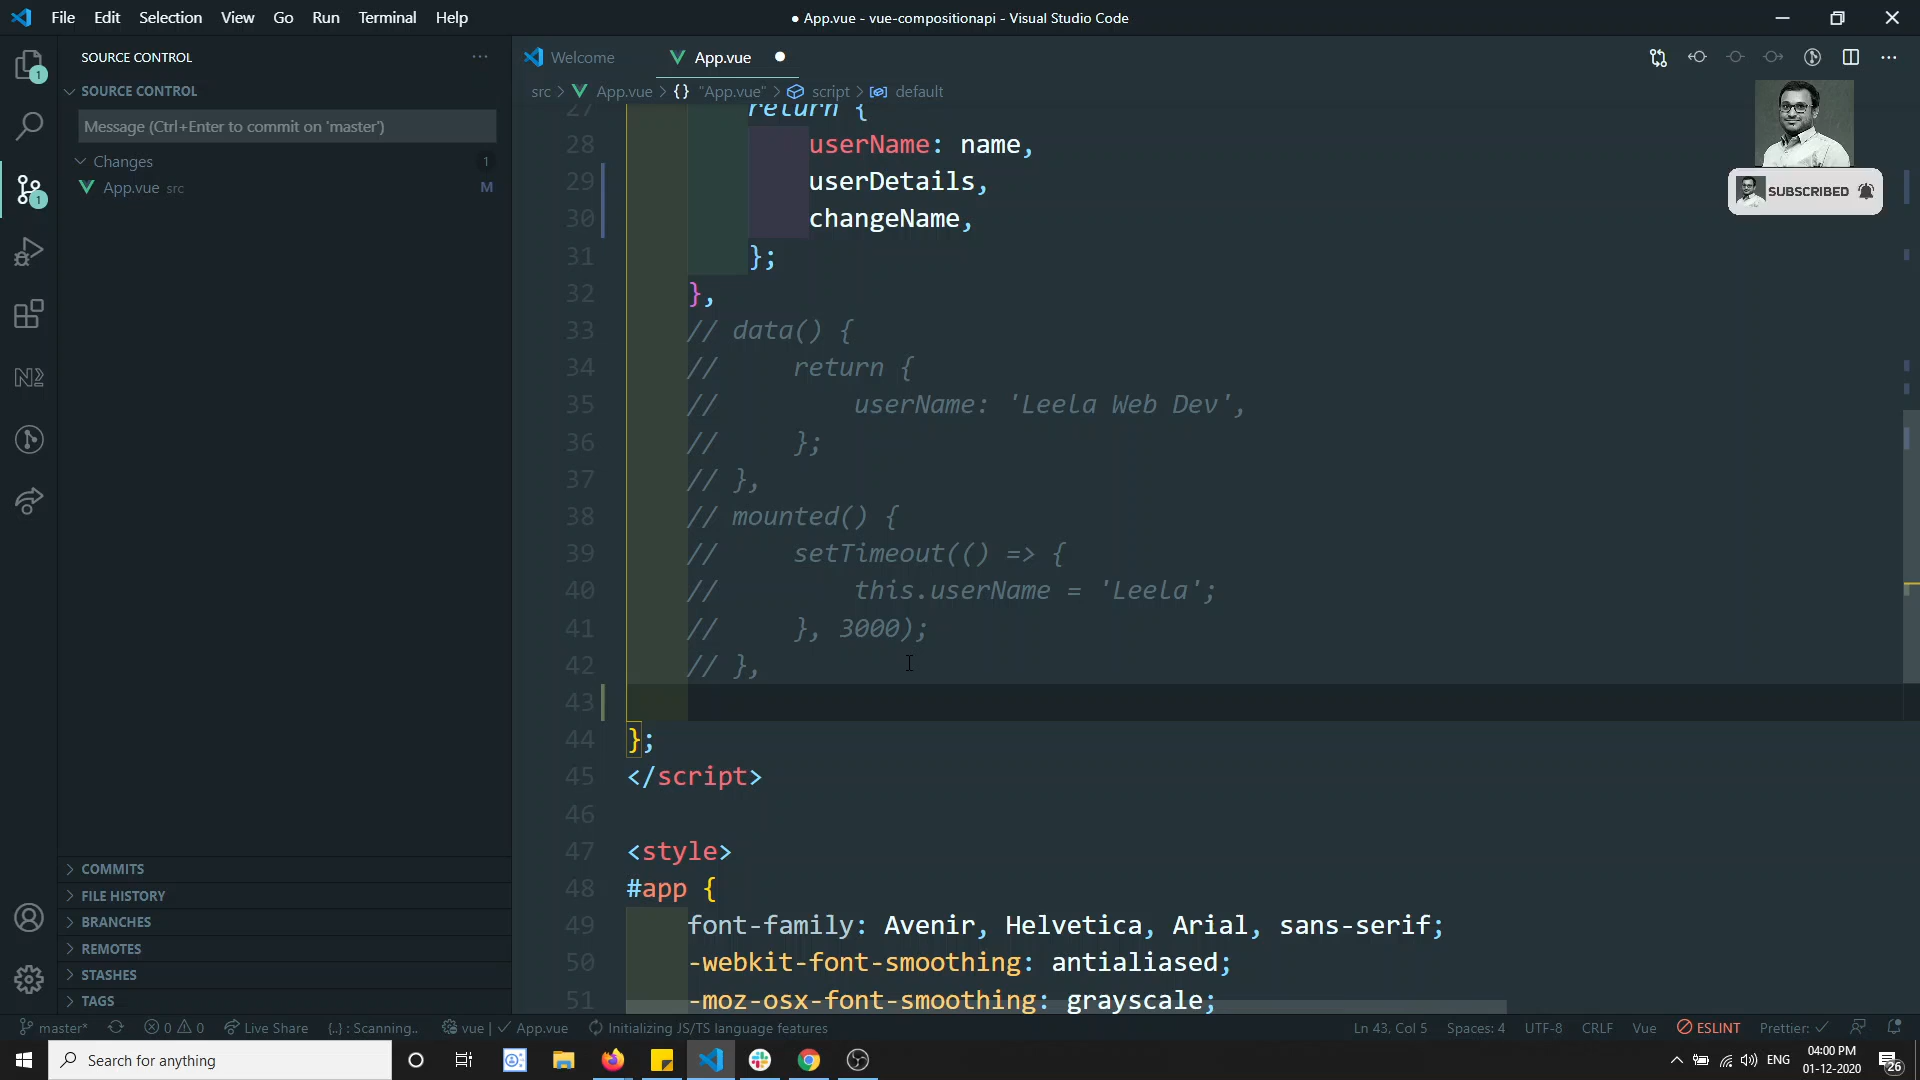 File Edit Selection View Go Run Terminal Help
● App.vue - vue-compositionapi - Visual Studio Code
SOURCE CONTROL
Welcome
App.vue
1
SOURCE CONTROL
src > App.vue > {} "App.vue" > script > default
Message (Ctrl+Enter to commit on 'master')
Changes 1
App.vue src M
1
SUBSCRIBED
27 return {
28 userName: name,
29 userDetails,
30 changeName,
31 };
32 },
33 // data() {
34 // return {
35 // userName: 'Leela Web Dev',
36 // };
37 // },
38 // mounted() {
39 // setTimeout(() => {
40 // this.userName = 'Leela';
41 // }, 3000);
42 // },
43
44 };
45 </script>
46
47 <style>
48 #app {
49 font-family: Avenir, Helvetica, Arial, sans-serif;
50 -webkit-font-smoothing: antialiased;
51 -moz-osx-font-smoothing: grayscale;
COMMITS
FILE HISTORY
BRANCHES
REMOTES
STASHES
TAGS
master* 0 0 Live Share {..} : Scanning.. vue | ✓ App.vue Initializing JS/TS language features Ln 43, Col 5 Spaces: 4 UTF-8 CRLF Vue ESLINT Prettier: ✓
Search for anything
ENG
04:00 PM
01-12-2020
26